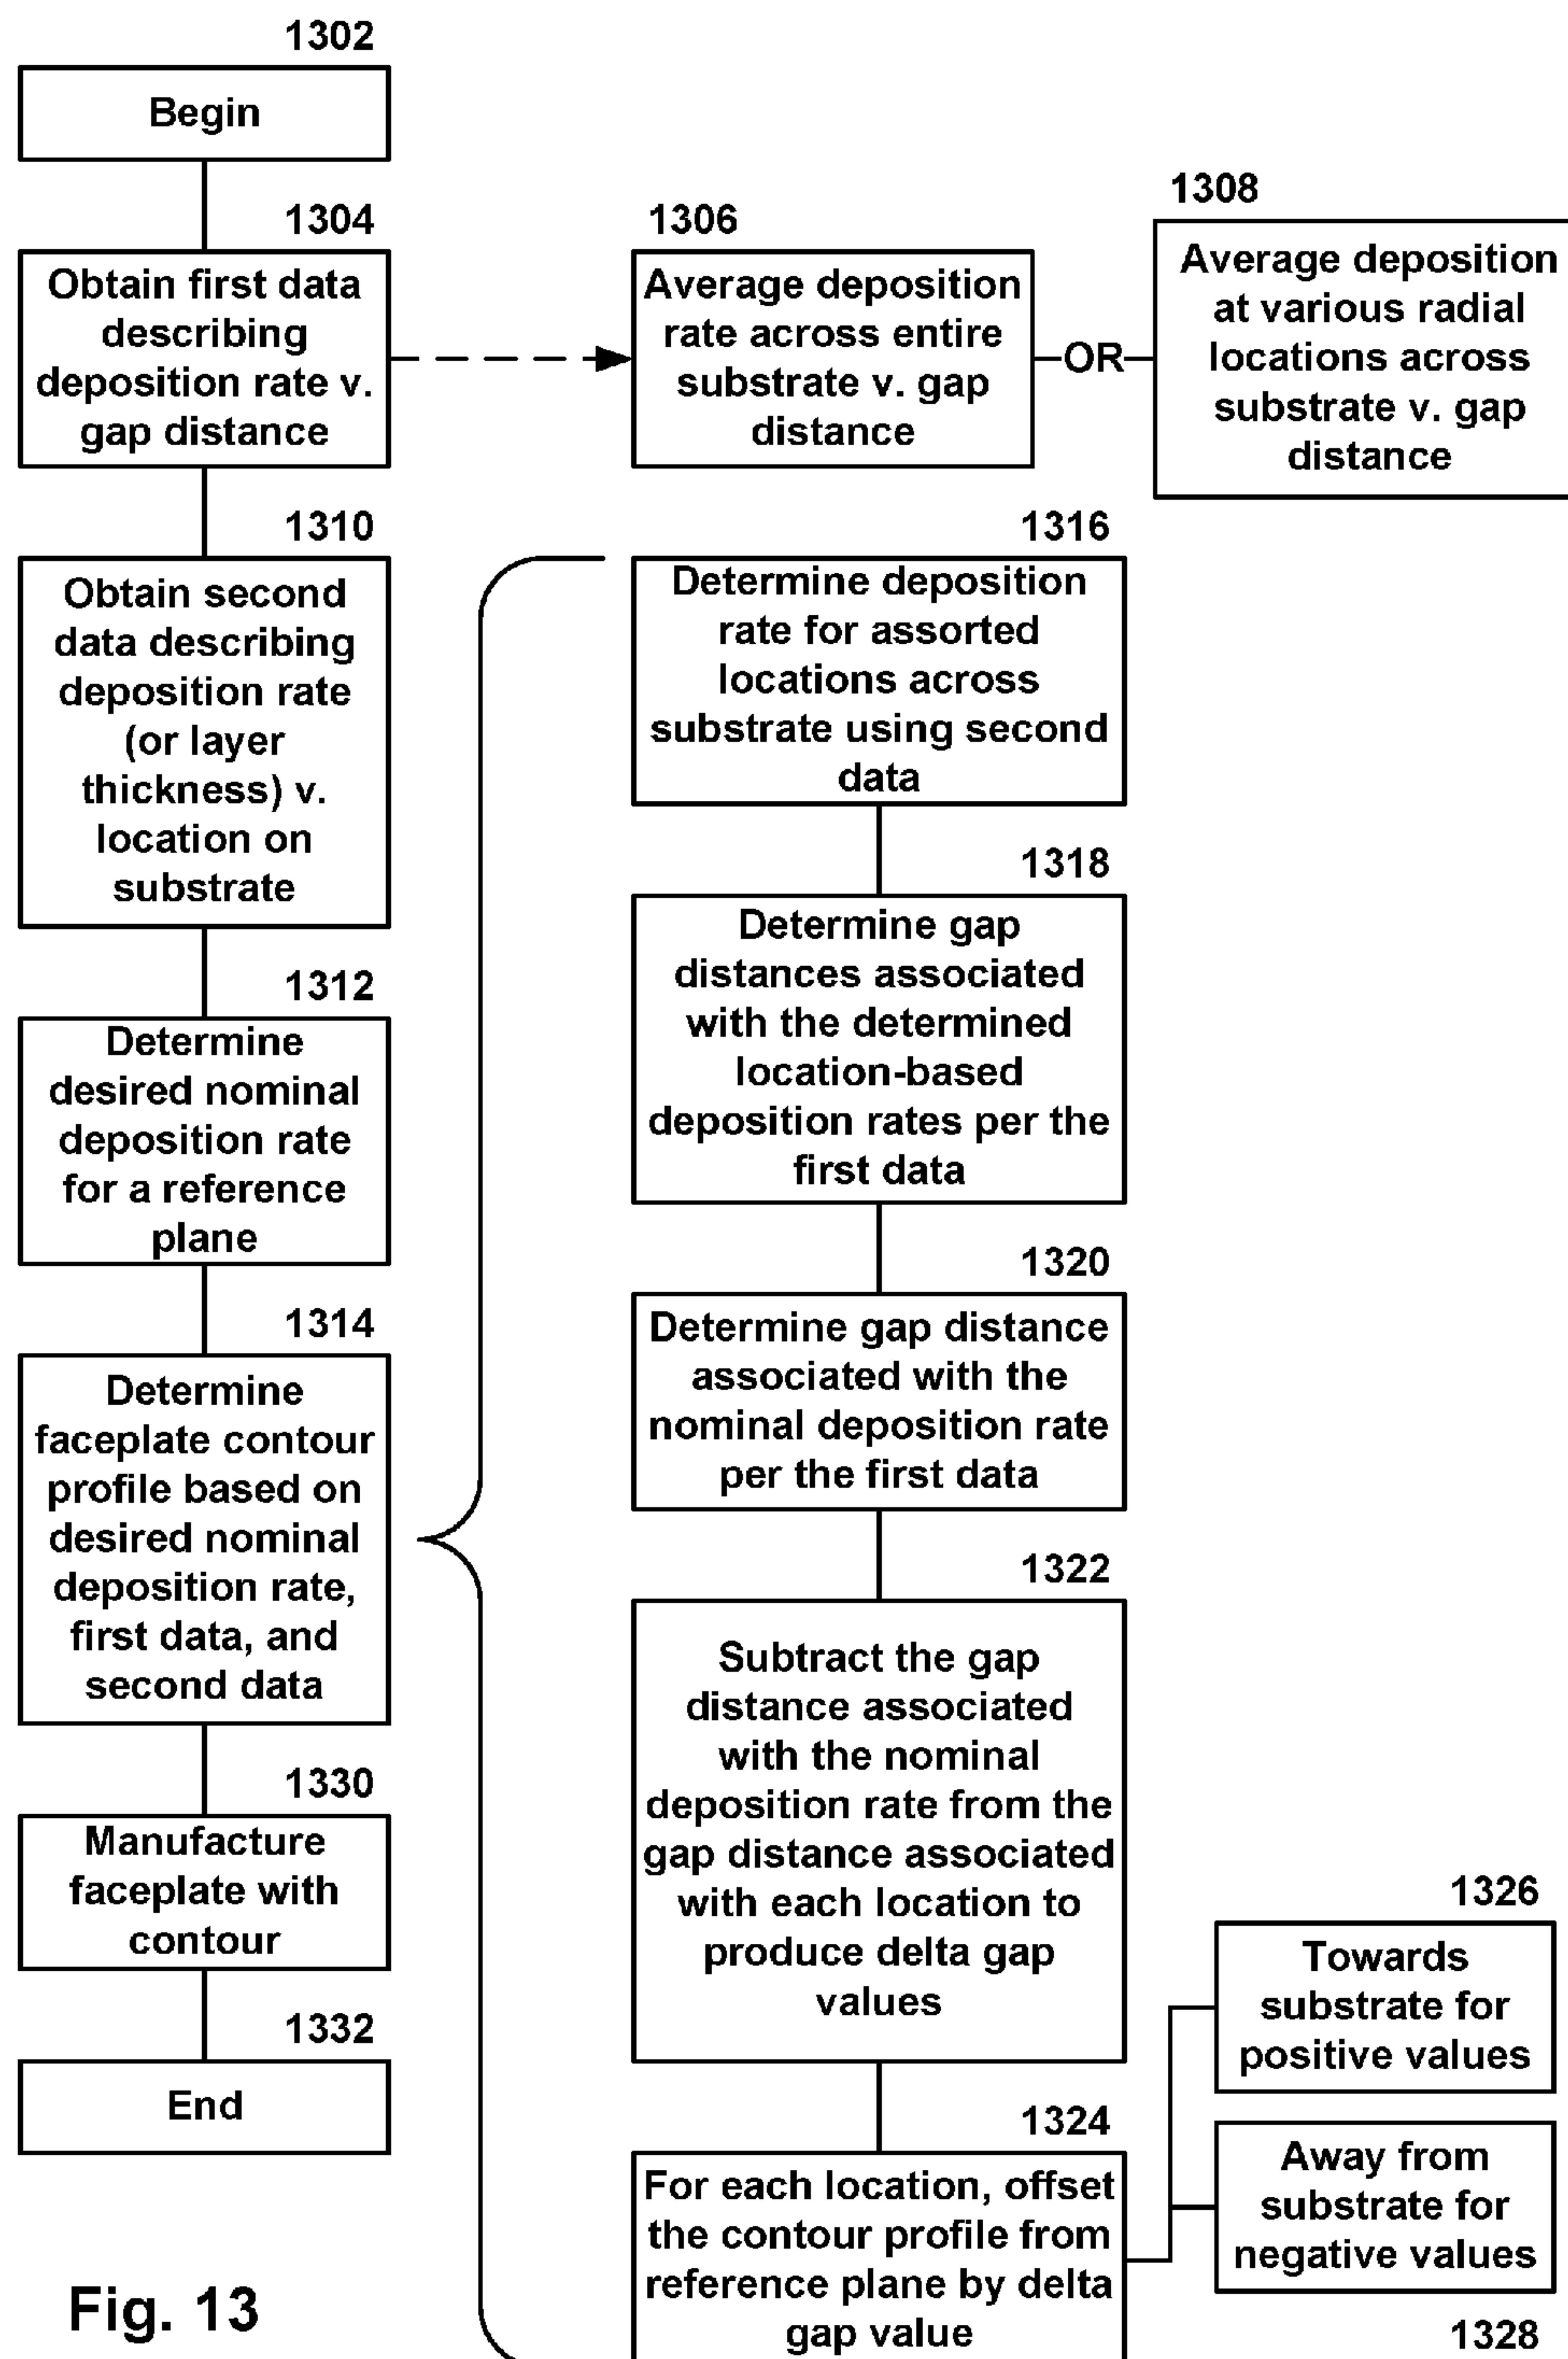 1302
Begin
1304
Obtain first data
describing
deposition rate v.
gap distance
1306
Average deposition
rate across entire
substrate v. gap
distance
OR
1308
Average deposition
at various radial
locations across
substrate v. gap
distance
1310
Obtain second
data describing
deposition rate
(or layer
thickness) v.
location on
substrate
1312
Determine
desired nominal
deposition rate
for a reference
plane
1314
Determine
faceplate contour
profile based on
desired nominal
deposition rate,
first data, and
second data
1316
Determine deposition
rate for assorted
locations across
substrate using second
data
1318
Determine gap
distances associated
with the determined
location-based
deposition rates per the
first data
1320
Determine gap distance
associated with the
nominal deposition rate
per the first data
1322
Subtract the gap
distance associated
with the nominal
deposition rate from the
gap distance associated
with each location to
produce delta gap
values
1324
For each location, offset
the contour profile from
reference plane by delta
gap value
1326
Towards
substrate for
positive values
Away from
substrate for
negative values
1328
1330
Manufacture
faceplate with
contour
1332
End
Fig. 13